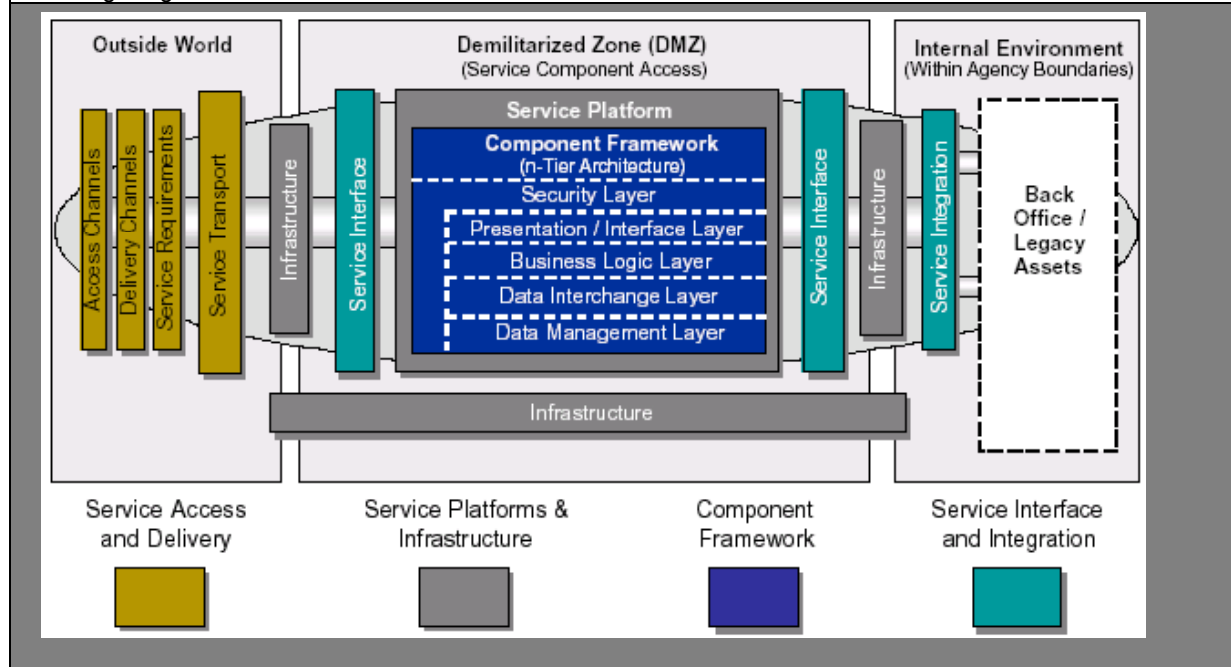 Outside World
Demilitarized Zone (DMZ)
(Service Component Access)
Internal Environment
(Within Agency Boundaries)
Access Channels
Delivery Channels
Service Requirements
Service Transport
Infrastructure
Service Interface
Service Platform
Component Framework
(n-Tier Architecture)
Security Layer
Presentation / Interface Layer
Business Logic Layer
Data Interchange Layer
Data Management Layer
Service Interface
Infrastructure
Service Integration
Back
Office /
Legacy
Assets
Infrastructure
Service Access
and Delivery
Service Platforms &
Infrastructure
Component
Framework
Service Interface
and Integration